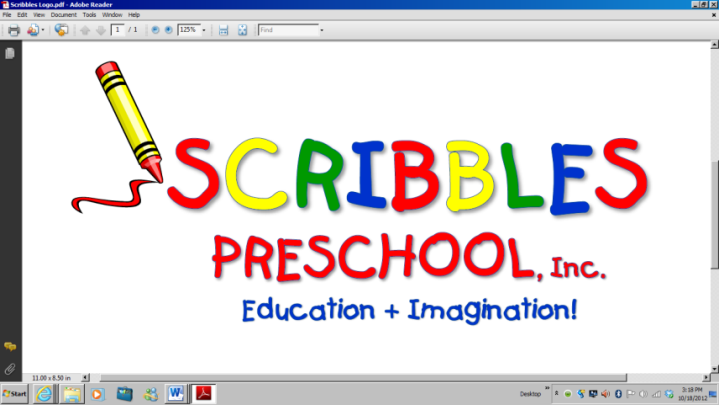 Scribbles Logo.pdf - Adobe Reader
File Edit View Document Tools Window Help
1 / 1 125% Find
SCRIBBLES
PRESCHOOL, Inc.
Education + Imagination!
11.00 x 8.50 in
Start
Desktop
3:18 PM
10/18/2012